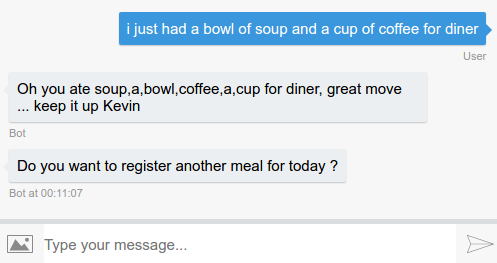 i just had a bowl of soup and a cup of coffee for diner
User
Oh you ate soup,a,bowl,coffee,a,cup for diner, great move
... keep it up Kevin
Bot
Do you want to register another meal for today ?
Bot at 00:11:07
Type your message...